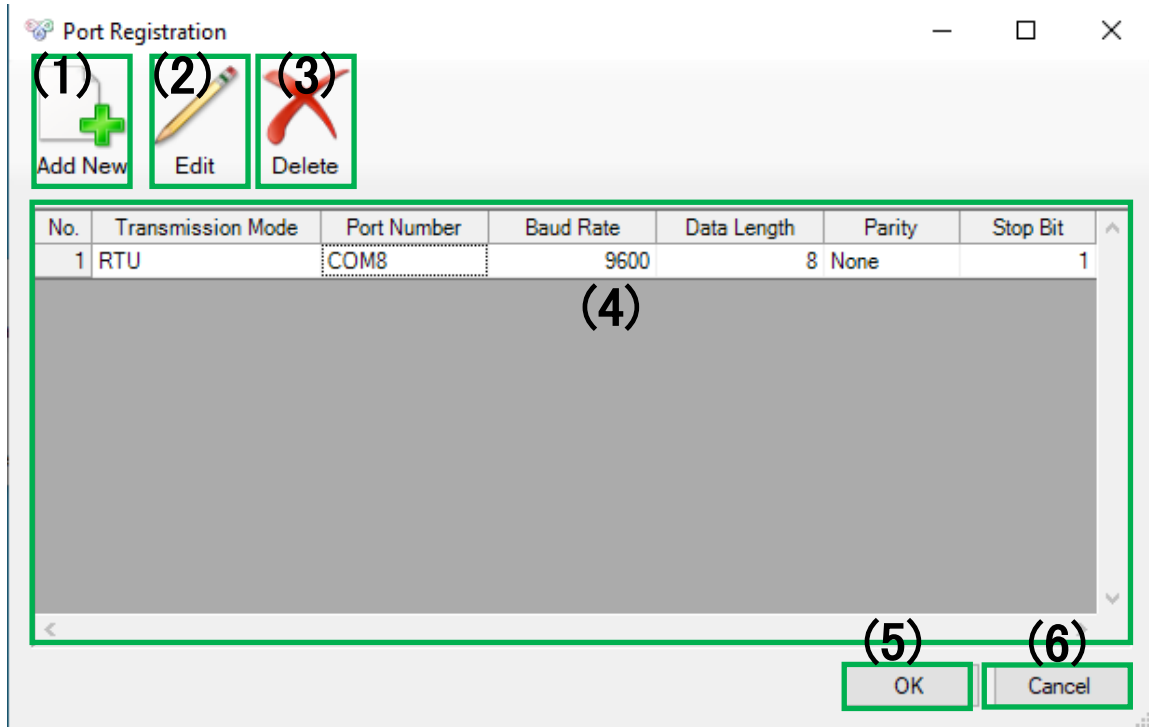 Port Registration
(1) (2) (3)
Add New Edit Delete
No. Transmission Mode Port Number Baud Rate Data Length Parity Stop Bit
1 RTU COM8 9600 8 None 1
(4)
(5) (6)
OK Cancel